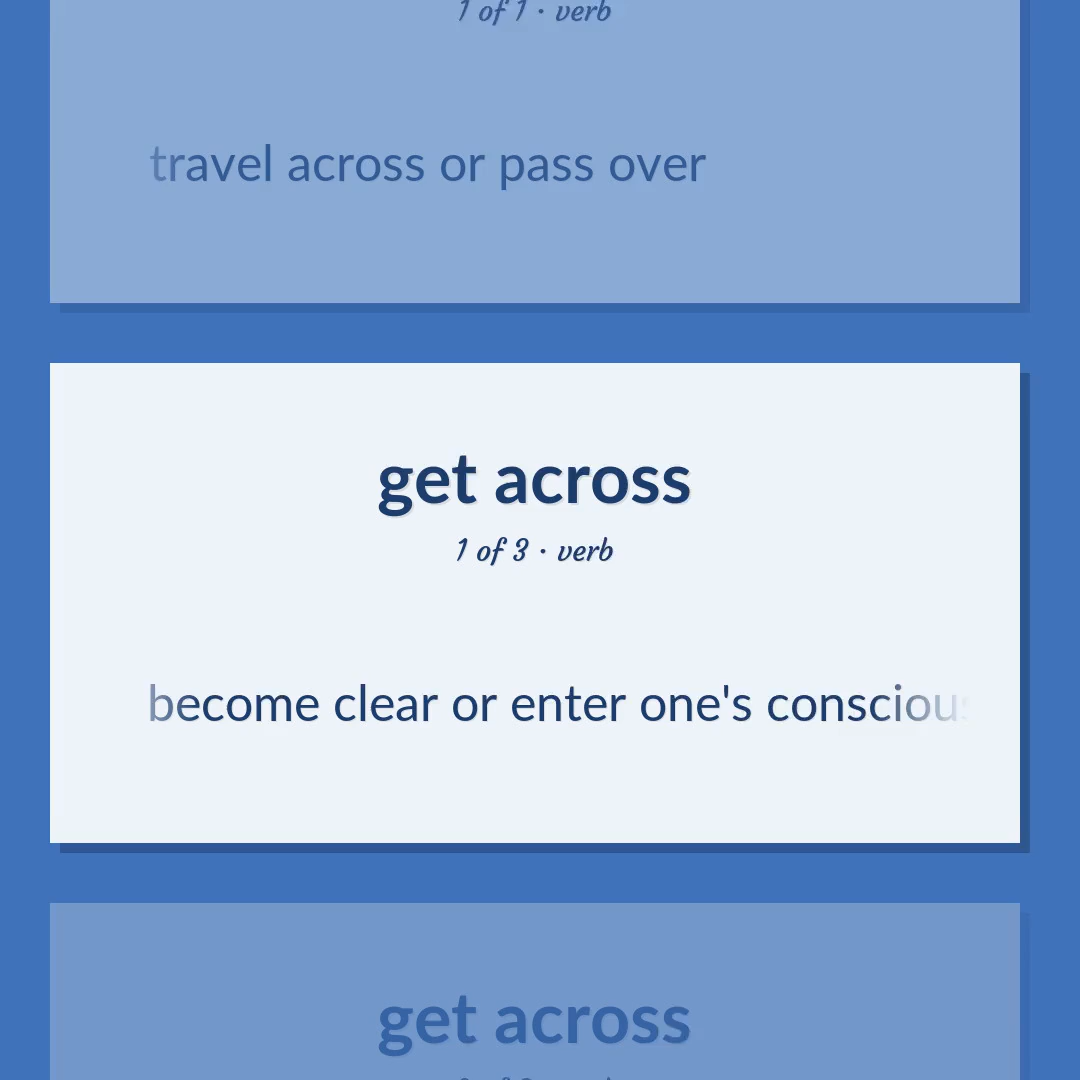 1 of 1 · verb
travel across or pass over
get across
1 of 3 · verb
become clear or enter one's
get across